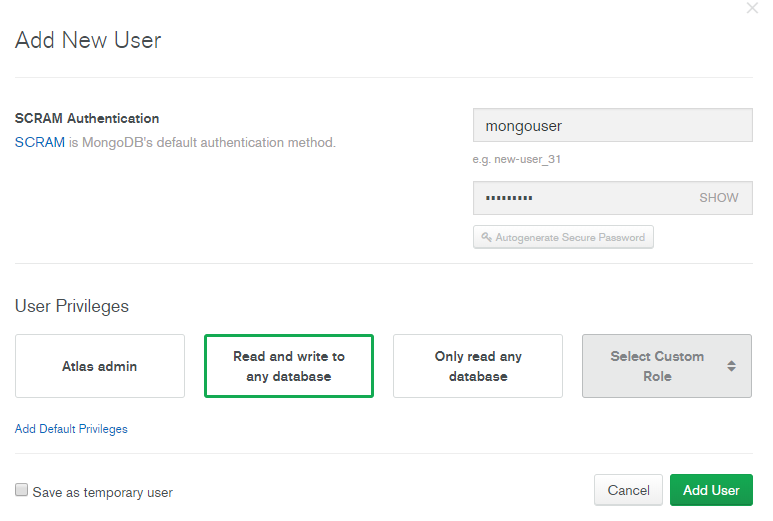 Add New User
SCRAM Authentication
SCRAM is MongoDB's default authentication method.
mongouser
e.g. new-user_31
SHOW
Autogenerate Secure Password
User Privileges
Atlas admin
Read and write to
any database
Only read any
database
Select Custom
Role
Add Default Privileges
Save as temporary user
Cancel
Add User